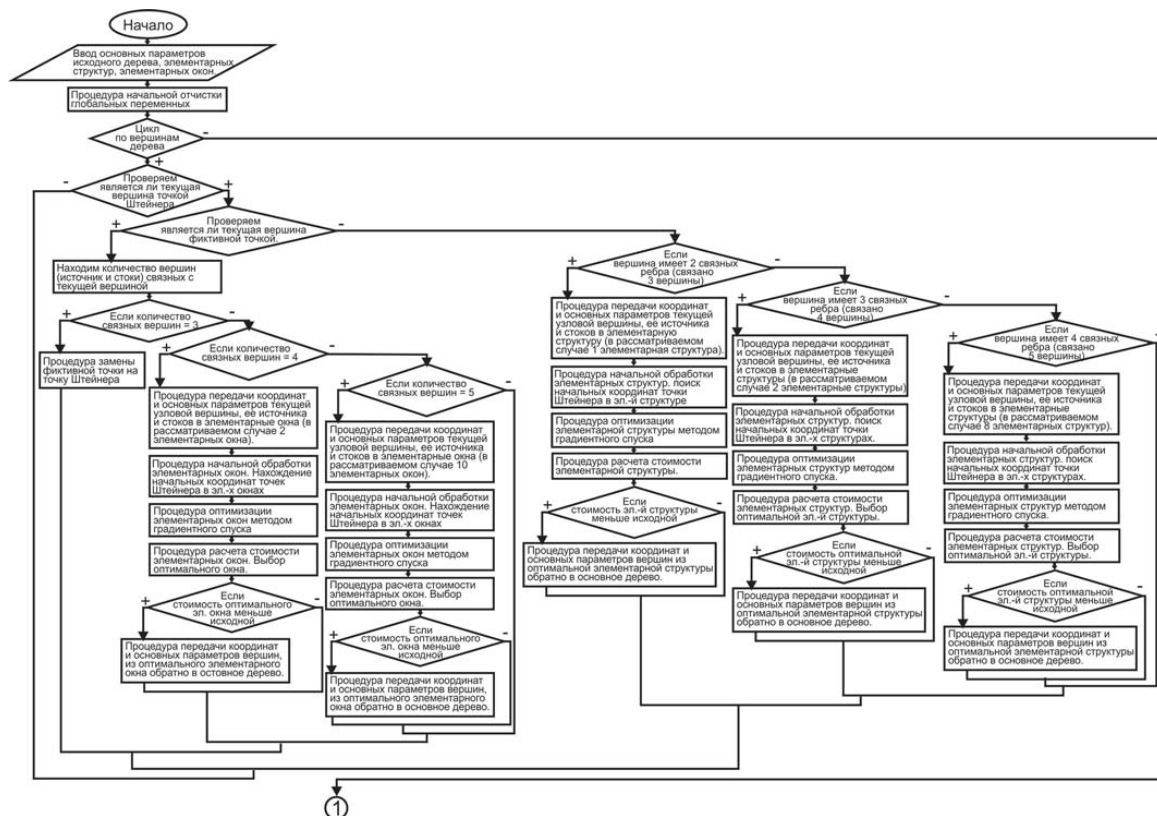 Начало
Ввод основных параметров
исходного дерева, элементарных
структур, элементарных окон.
Процедура начальной отчистки
глобальных переменных
Цикл
по вершинам
дерева
-
+
Проверяем
является ли текущая
вершина точкой
Штейнера
-
+
Проверяем
является ли текущая вершина
фиктивной точкой.
+
-
Находим количество вершин
(источник и стоки) связных с
текущей вершиной
Если количество
связных вершин = 3
+
-
Процедура замены
фиктивной точки на
точку Штейнера
Если количество
связных вершин = 4
+
-
Процедура передачи координат
и основных параметров текущей
узловой вершины, ее источника
и стоков в элементарные окна (в
рассматриваемом случае 2
элементарных окна).
Процедура начальной обработки
элементарных окон. Нахождение
начальных координат точек
Штейнера в эл.-х окнах
Процедура оптимизации
элементарных окон методом
градиентного спуска
Процедура расчета стоимости
элементарных окон. Выбор
оптимального окна.
Если
стоимость оптимального
эл. окна меньше
исходной
+
-
Процедура передачи координат
и основных параметров вершин,
из оптимального элементарного
окна обратно в остовное дерево.
Если количество
связных вершин = 5
+
-
Процедура передачи координат
и основных параметров текущей
узловой вершины, ее источника
и стоков в элементарные окна (в
рассматриваемом случае 10
элементарных окон).
Процедура начальной обработки
элементарных окон. Нахождение
начальных координат точек
Штейнера в эл.-х окнах
Процедура оптимизации
элементарных окон методом
градиентного спуска
Процедура расчета стоимости
элементарных окон. Выбор
оптимального окна.
Если
стоимость оптимального
эл. окна меньше
исходной
+
-
Процедура передачи координат
и основных параметров вершин,
из оптимального элементарного
окна обратно в основное дерево.
Если
вершина имеет 2 связных
ребра (связано
3 вершины)
+
-
Процедура передачи координат
и основных параметров текущей
узловой вершины, ее источника
и стоков в элементарную
структуру (в рассматриваемом
случае 1 элементарная структура).
Процедура начальной обработки
элементарных структур. поиск
начальных координат точки
Штейнера в эл.-й структуре
Процедура оптимизации
элементарной структуры методом
градиентного спуска
Процедура расчета стоимости
элементарной структуры.
Если
стоимость эл.-й структуры
меньше исходной
+
-
Процедура передачи координат и
основных параметров вершин из
оптимальной элементарной структуры
обратно в основное дерево.
Если
вершина имеет 3 связных
ребра (связано
4 вершины)
+
-
Процедура передачи координат
и основных параметров текущей
узловой вершины, ее источника
и стоков в элементарные
структуры (в рассматриваемом
случае 2 элементарные структуры)
Процедура начальной обработки
элементарных структур. поиск
начальных координат точки
Штейнера в эл.-х структурах.
Процедура оптимизации
элементарных структур методом
градиентного спуска.
Процедура расчета стоимости
элементарных структур. Выбор
оптимальной эл.-й структуры.
Если
стоимость оптимальной
эл.-й структуры меньше
исходной
+
-
Процедура передачи координат и
основных параметров вершин из
оптимальной элементарной структуры
обратно в основное дерево.
Если
вершина имеет 4 связных
ребра (связано
5 вершины)
+
-
Процедура передачи координат
и основных параметров текущей
узловой вершины, ее источника
и стоков в элементарные
структуры (в рассматриваемом
случае 8 элементарных структур).
Процедура начальной обработки
элементарных структур. поиск
начальных координат точки
Штейнера в эл.-х структурах.
Процедура оптимизации
элементарных структур методом
градиентного спуска.
Процедура расчета стоимости
элементарных структур. Выбор
оптимальной эл.-й структуры.
Если
стоимость оптимальной
эл.-й структуры меньше
исходной
+
-
Процедура передачи координат и
основных параметров вершин из
оптимальной элементарной структуры
обратно в основное дерево.
1